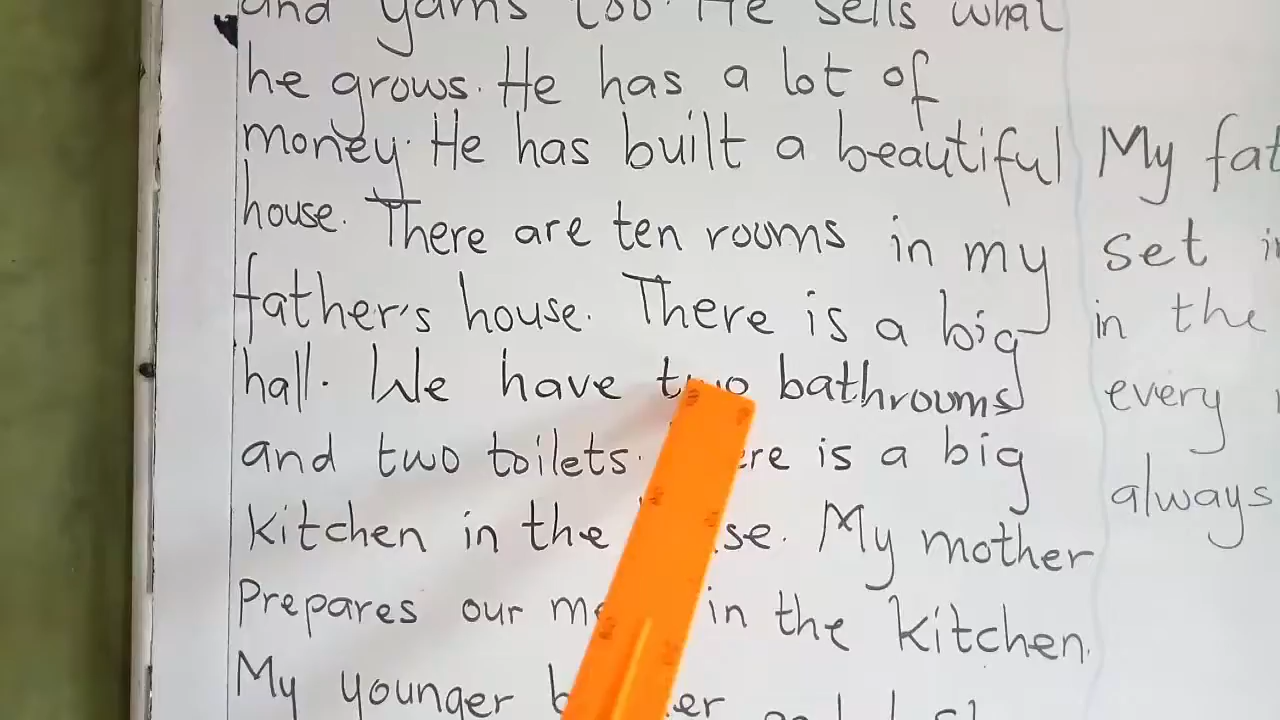 and yams too. He sells what
he grows. He has a lot of
money. He has built a beautiful
house. There are ten rooms in my
father's house. There is a big
hall. We have two bathrooms
and two toilets. is a big
Kitchen in the My mother
Prepares our in the kitchen.
My younger
My
set
in the
every
always